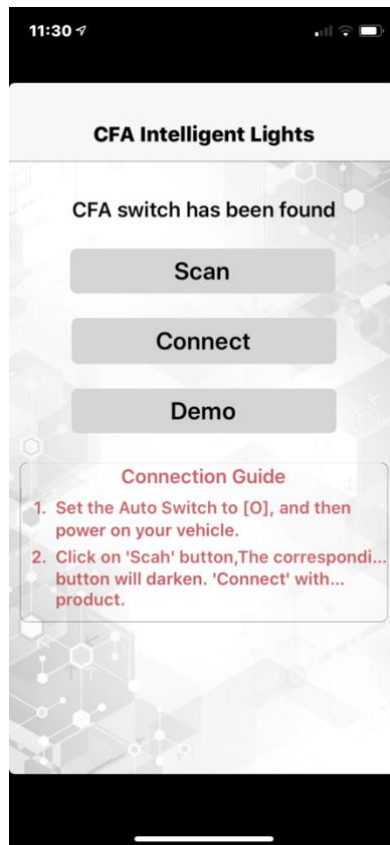 11:30
CFA Intelligent Lights
CFA switch has been found
Scan
Connect
Demo
Connection Guide
1. Set the Auto Switch to [O], and then
power on your vehicle.
2. Click on 'Scah' button,The correspondi...
button will darken. 'Connect' with...
product.